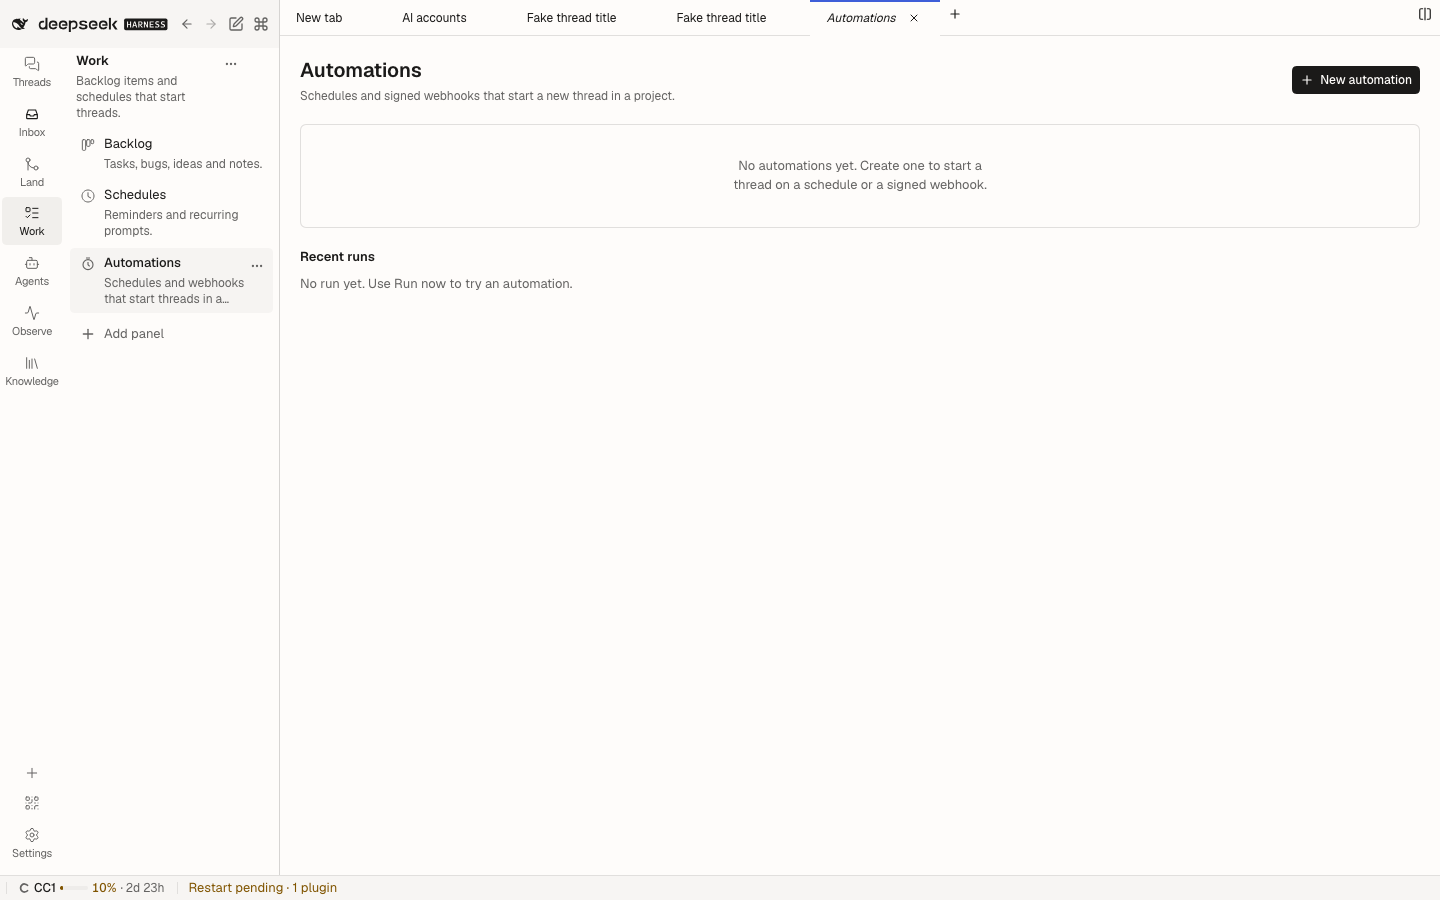 deepseek HARNESS
New tab
AI accounts
Fake thread title
Fake thread title
Automations
Threads
Inbox
Land
Work
Agents
Observe
Knowledge
Settings
Work
Backlog items and
schedules that start
threads.
Backlog
Tasks, bugs, ideas and notes.
Schedules
Reminders and recurring
prompts.
Automations
Schedules and webhooks
that start threads in a…
Add panel
Automations
Schedules and signed webhooks that start a new thread in a project.
New automation
No automations yet. Create one to start a
thread on a schedule or a signed webhook.
Recent runs
No run yet. Use Run now to try an automation.
C CC1 10% · 2d 23h
Restart pending · 1 plugin